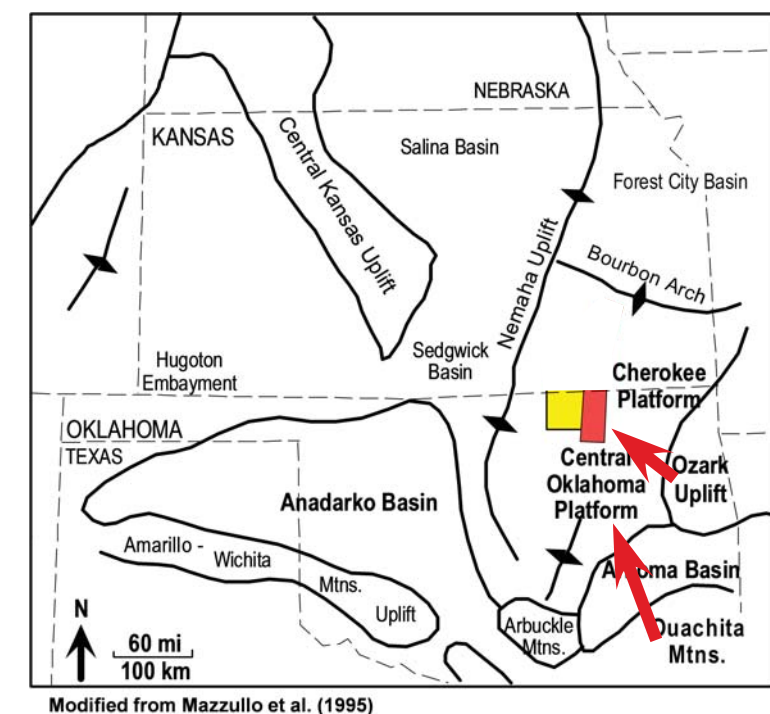 NEBRASKA
KANSAS
Salina Basin
Central Kansas Uplift
Forest City Basin
Nemaha Uplift
Bourbon Arch
Hugoton
Embayment
Sedgwick
Basin
Cherokee
Platform
OKLAHOMA
TEXAS
Central
Oklahoma
Platform
Ozark
Uplift
Anadarko Basin
Amarillo -
Wichita
Mtns.
Uplift
Basin
Arbuckle
Mtns.
Ouachita
Mtns.
N
60 mi
100 km
Modified from Mazzullo et al. (1995)